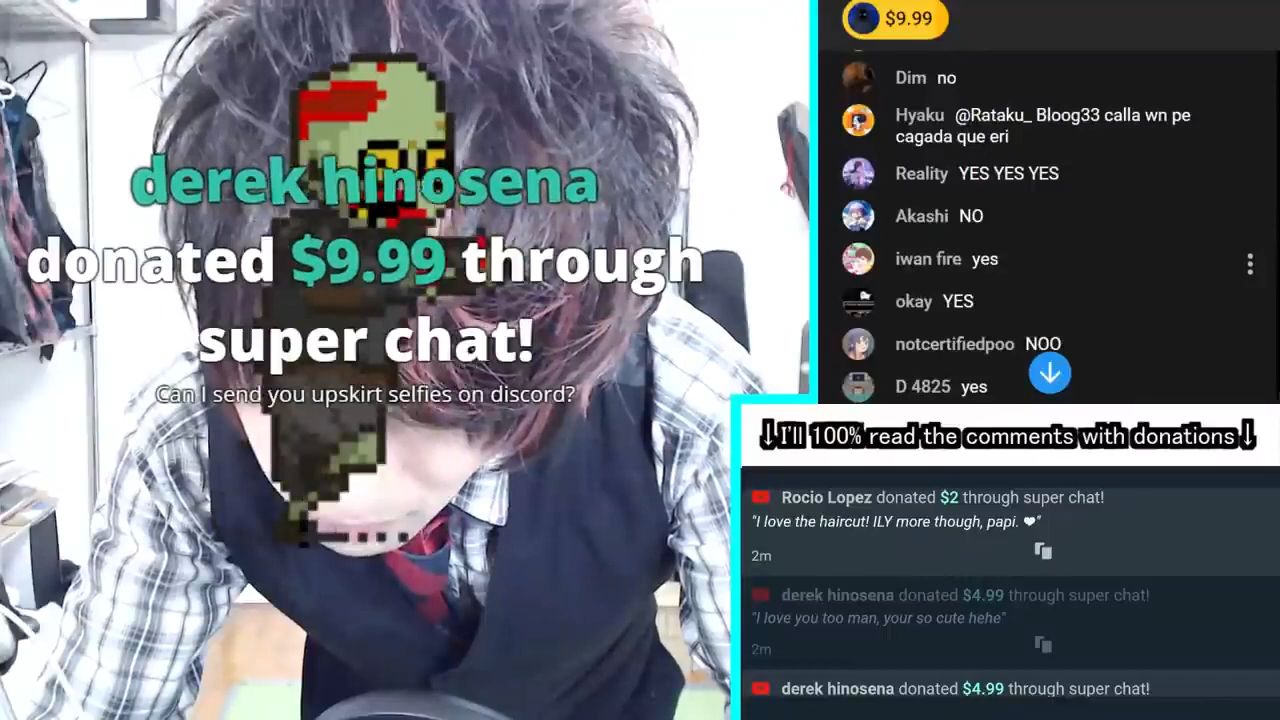 derek hinosena
donated $9.99 through
super chat!
Can I send you upskirt selfies on discord?
$9.99
Dim no
Hyaku @Rataku_ Bloog33 calla wn pe
cagada que eri
Reality YES YES YES
Akashi NO
iwan fire yes
okay YES
notcertifiedpoo NOO
D 4825 yes
↓I'll 100% read the comments with donations↓
Rocio Lopez donated $2 through super chat!
"I love the haircut! ILY more though, papi. ❤"
2m
derek hinosena donated $4.99 through super chat!
"I love you too man, your so cute hehe"
2m
derek hinosena donated $4.99 through super chat!